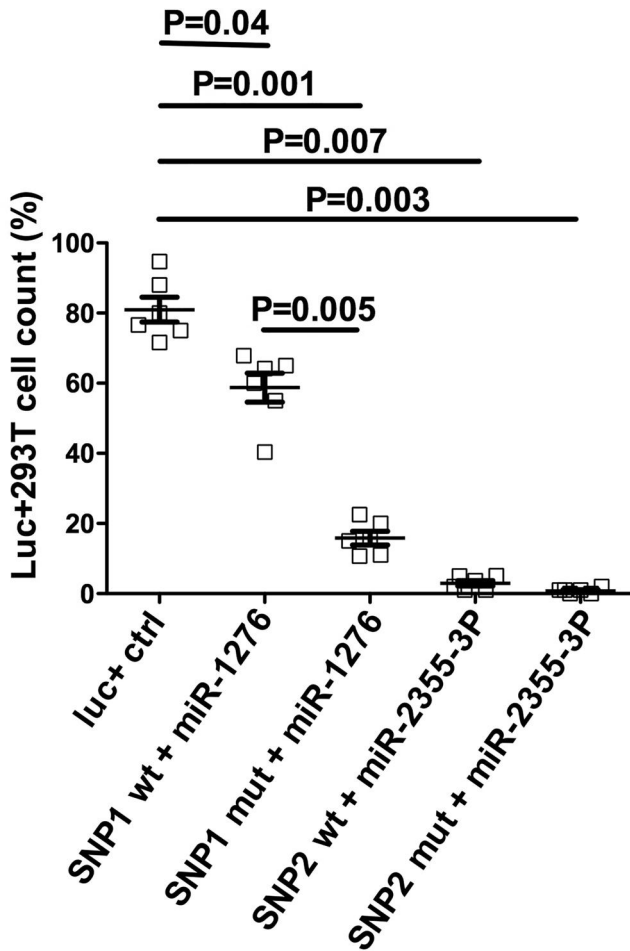 P=0.04
P=0.001
P=0.007
P=0.003
P=0.005
Luc+293T cell count (%)
100
80
60
40
20
0
luc+ ctrl
SNP1 wt + miR-1276
SNP1 mut + miR-1276
SNP2 wt + miR-2355-3P
SNP2 mut + miR-2355-3P